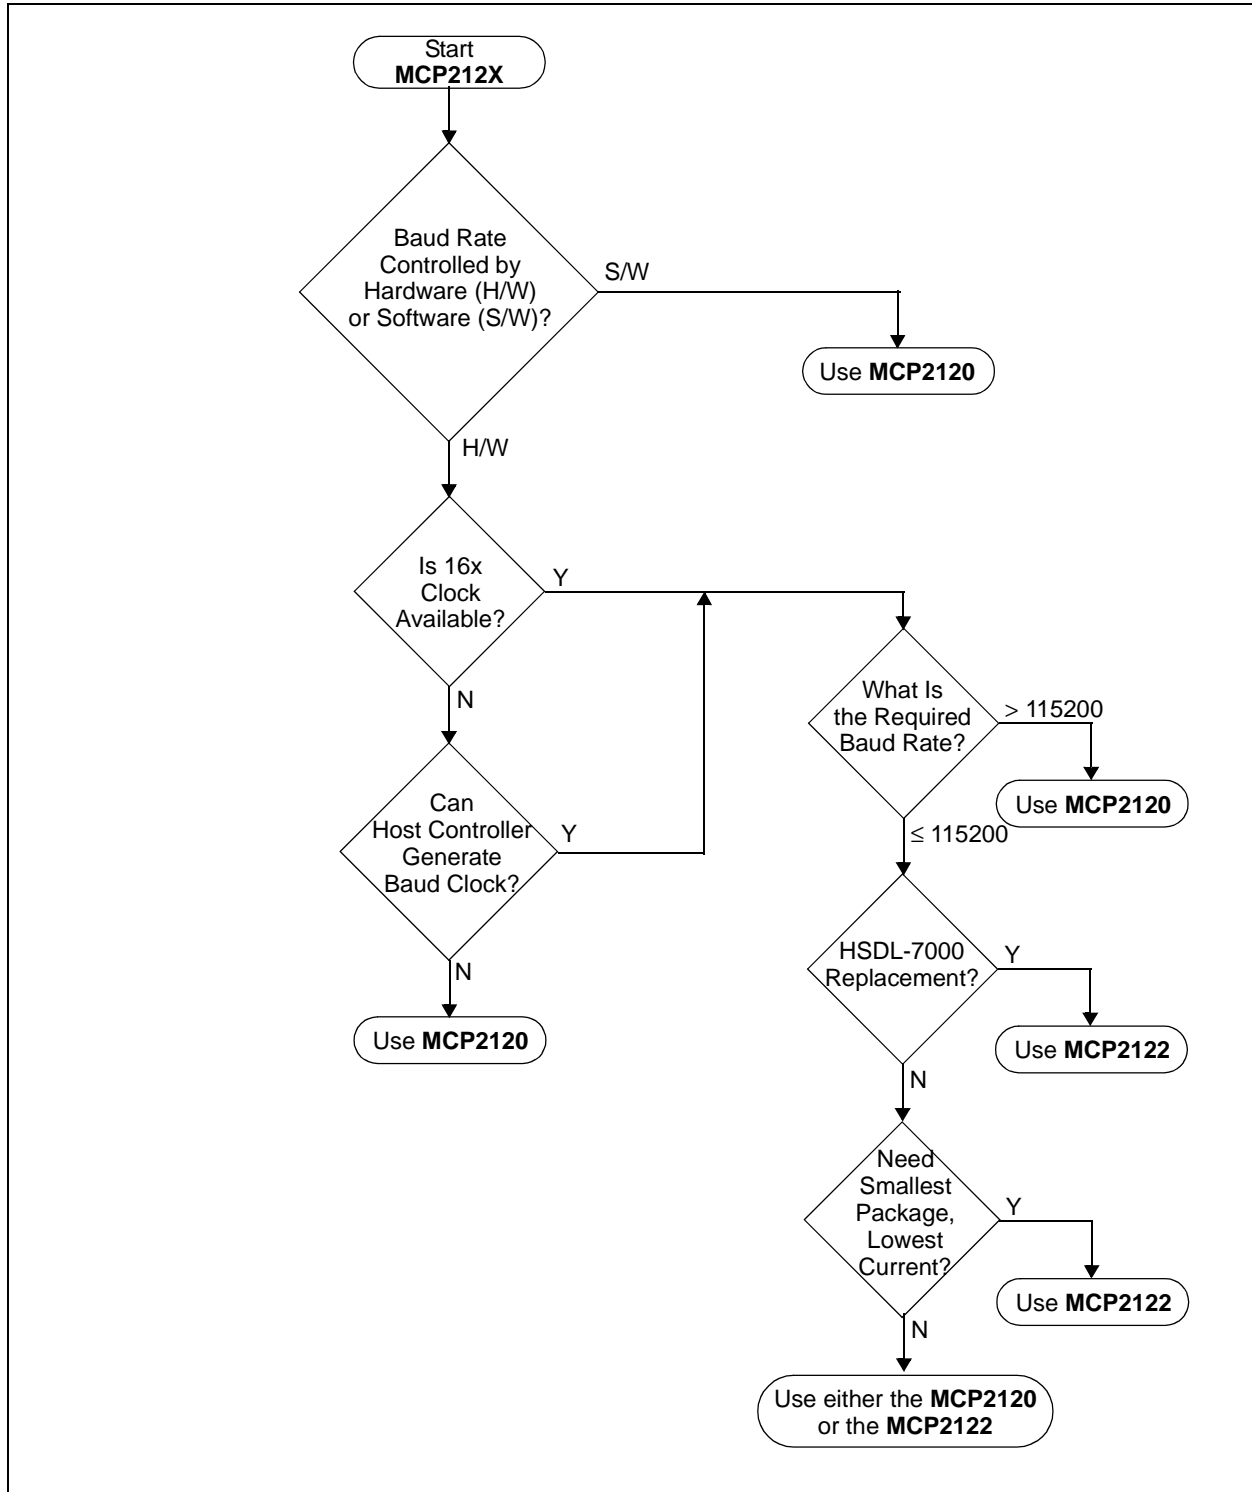 Start
MCP212X
Baud Rate
Controlled by
Hardware (H/W)
or Software (S/W)?
S/W
Use MCP2120
H/W
Is 16x
Clock
Available?
Y
N
Can
Host Controller
Generate
Baud Clock?
Y
N
Use MCP2120
What Is
the Required
Baud Rate?
> 115200
Use MCP2120
≤ 115200
HSDL-7000
Replacement?
Y
Use MCP2122
N
Need
Smallest
Package,
Lowest
Current?
Y
Use MCP2122
N
Use either the MCP2120
or the MCP2122